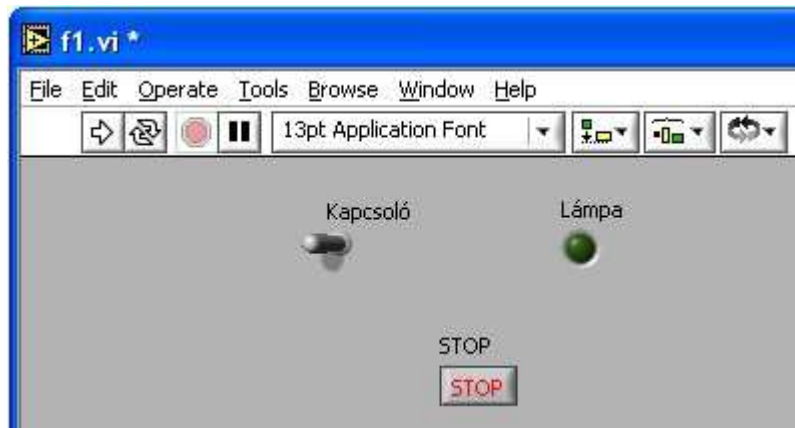 f1.vi *
File Edit Operate Tools Browse Window Help
13pt Application Font
Kapcsoló Lámpa
STOP
STOP